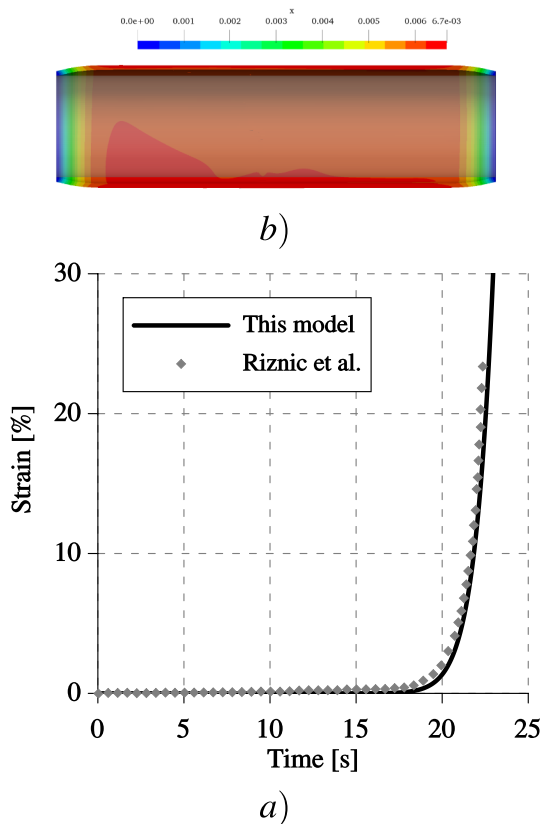 x
0.0e+00 0.001 0.002 0.003 0.004 0.005 0.006 6.7e-03
b)
30
This model
Riznic et al.
20
Strain [%]
10
0
0 5 10 15 20 25
Time [s]
a)